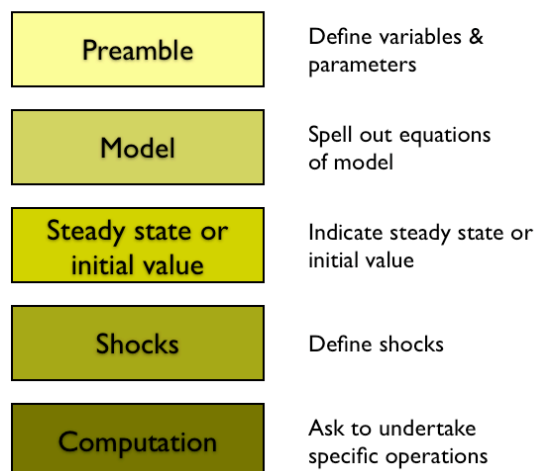 Preamble
Define variables &
parameters
Model
Spell out equations
of model
Steady state or
initial value
Indicate steady state or
initial value
Shocks
Define shocks
Computation
Ask to undertake
specific operations